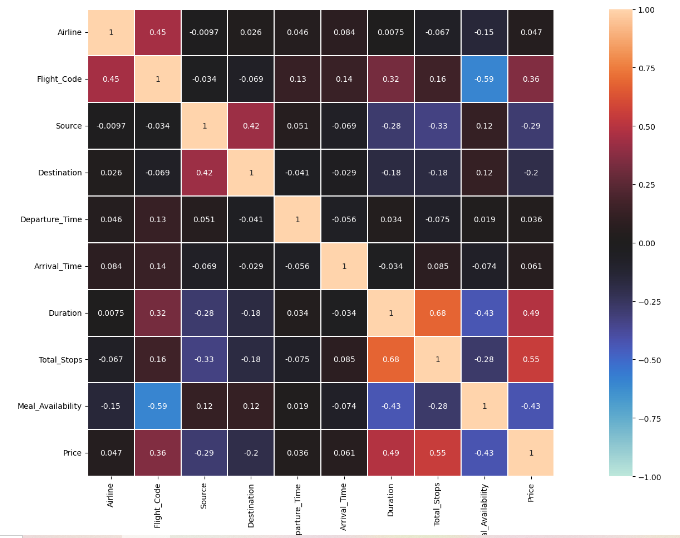 Airline 1 0.45 -0.0097 0.026 0.046 0.084 0.0075 -0.067 -0.15 0.047
Flight_Code 0.45 1 -0.034 -0.069 0.13 0.14 0.32 0.16 -0.59 0.36
Source -0.0097 -0.034 1 0.42 0.051 -0.069 -0.28 -0.33 0.12 -0.29
Destination 0.026 -0.069 0.42 1 -0.041 -0.029 -0.18 -0.18 0.12 -0.2
Departure_Time 0.046 0.13 0.051 -0.041 1 -0.056 0.034 -0.075 0.019 0.036
Arrival_Time 0.084 0.14 -0.069 -0.029 -0.056 1 -0.034 0.085 -0.074 0.061
Duration 0.0075 0.32 -0.28 -0.18 0.034 -0.034 1 0.68 -0.43 0.49
Total_Stops -0.067 0.16 -0.33 -0.18 -0.075 0.085 0.68 1 -0.28 0.55
Meal_Availability -0.15 -0.59 0.12 0.12 0.019 -0.074 -0.43 -0.28 1 -0.43
Price 0.047 0.36 -0.29 -0.2 0.036 0.061 0.49 0.55 -0.43 1
Airline Flight_Code Source Destination parture_Time Arrival_Time Duration Total_Stops al_Availability Price
1.00
0.75
0.50
0.25
0.00
−0.25
−0.50
−0.75
−1.00